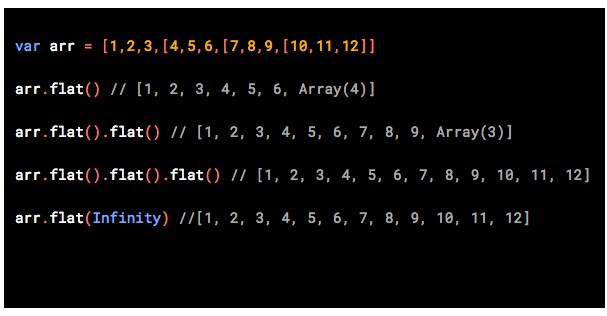 var arr = [1,2,3,[4,5,6,[7,8,9,[10,11,12]]
arr.flat() // [1, 2, 3, 4, 5, 6, Array(4)]
arr.flat().flat() // [1, 2, 3, 4, 5, 6, 7, 8, 9, Array(3)]
arr.flat().flat().flat() // [1, 2, 3, 4, 5, 6, 7, 8, 9, 10, 11, 12]
arr.flat(Infinity) //[1, 2, 3, 4, 5, 6, 7, 8, 9, 10, 11, 12]